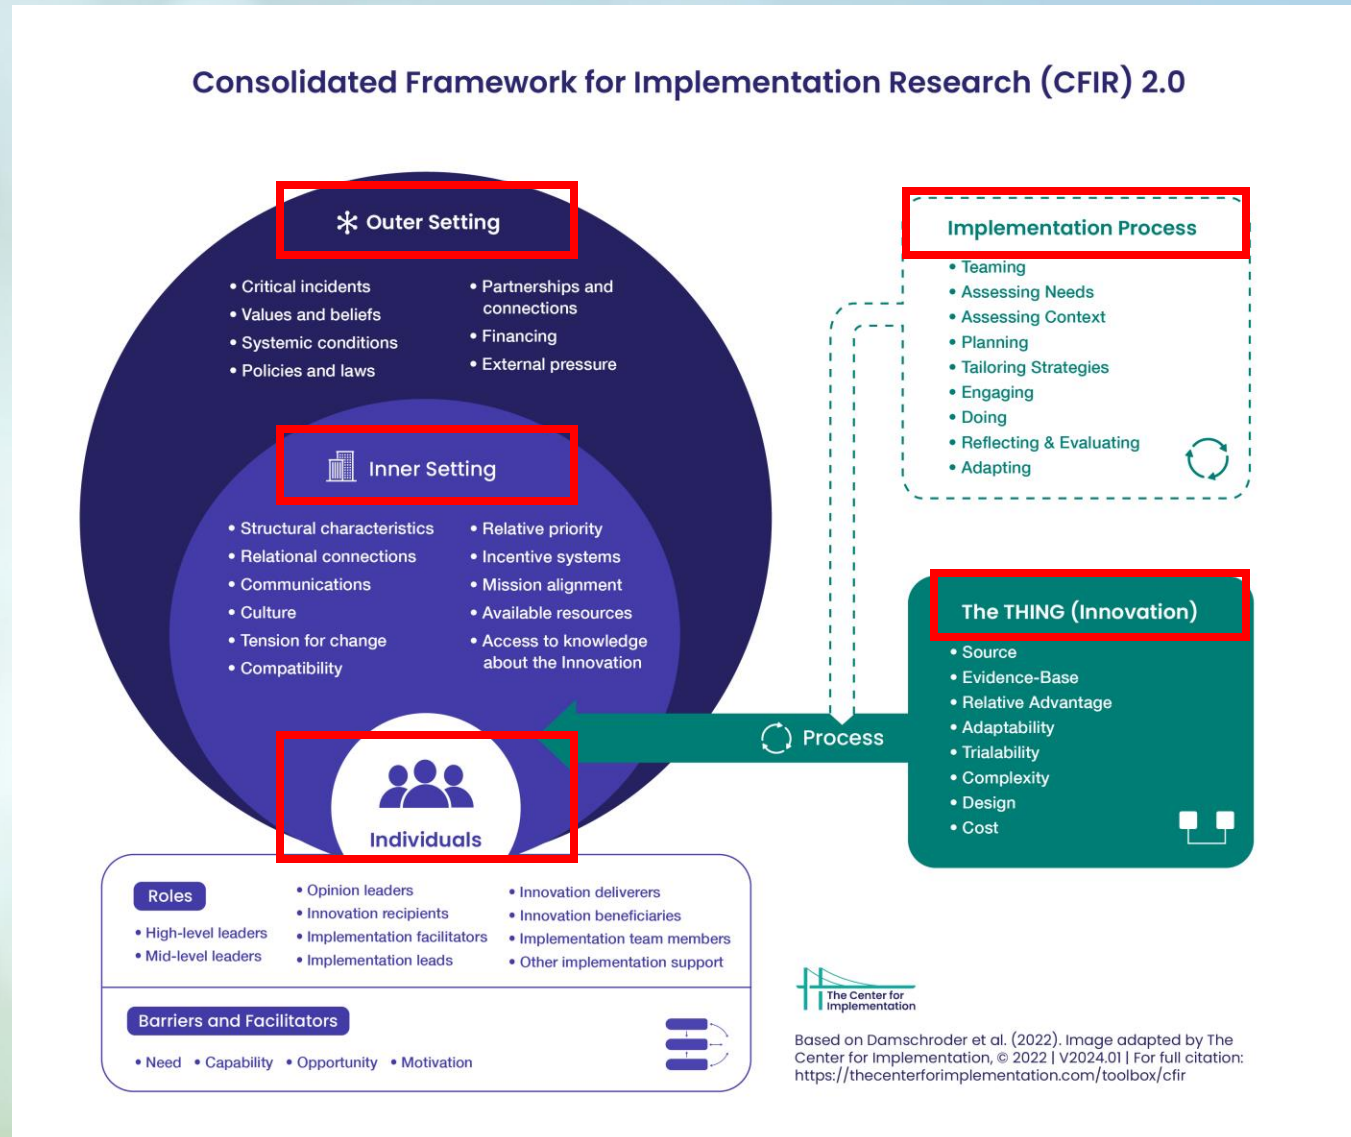 Consolidated Framework for Implementation Research (CFIR) 2.0
Outer Setting
• Critical incidents
• Values and beliefs
• Systemic conditions
• Policies and laws
• Partnerships and
connections
• Financing
• External pressure
Inner Setting
• Structural characteristics
• Relational connections
• Communications
• Culture
• Tension for change
• Compatibility
• Relative priority
• Incentive systems
• Mission alignment
• Available resources
• Access to knowledge
about the Innovation
Individuals
Roles
• High-level leaders
• Mid-level leaders
• Opinion leaders
• Innovation recipients
• Implementation facilitators
• Implementation leads
• Innovation deliverers
• Innovation beneficiaries
• Implementation team members
• Other implementation support
Barriers and Facilitators
• Need • Capability • Opportunity • Motivation
Implementation Process
• Teaming
• Assessing Needs
• Assessing Context
• Planning
• Tailoring Strategies
• Engaging
• Doing
• Reflecting & Evaluating
• Adapting
Process
The THING (Innovation)
• Source
• Evidence-Base
• Relative Advantage
• Adaptability
• Trialability
• Complexity
• Design
• Cost
The Center for
Implementation
Based on Damschroder et al. (2022). Image adapted by The
Center for Implementation, © 2022 | V2024.01 | For full citation:
https://thecenterforimplementation.com/toolbox/cfir